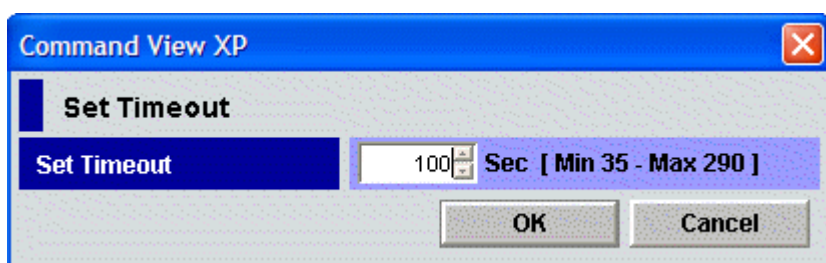 Command View XP
Set Timeout
Set Timeout 100 Sec [ Min 35 - Max 290 ]
OK Cancel